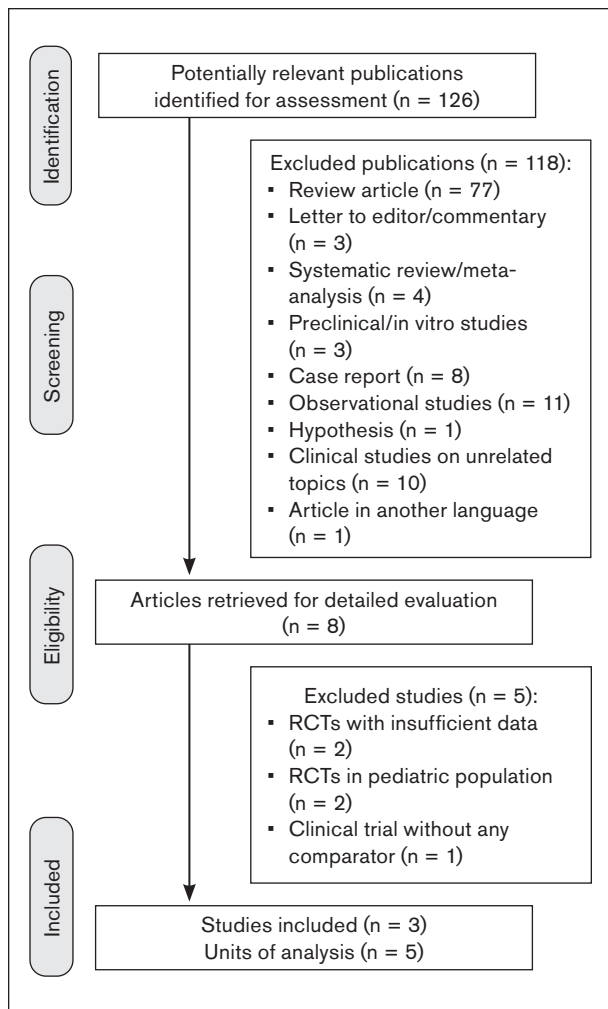 Identification
Potentially relevant publications
identified for assessment (n = 126)
Excluded publications (n = 118):
▪ Review article (n = 77)
▪ Letter to editor/commentary
(n = 3)
▪ Systematic review/meta-
analysis (n = 4)
▪ Preclinical/in vitro studies
(n = 3)
▪ Case report (n = 8)
▪ Observational studies (n = 11)
▪ Hypothesis (n = 1)
▪ Clinical studies on unrelated
topics (n = 10)
▪ Article in another language
(n = 1)
Screening
Eligibility
Articles retrieved for detailed evaluation
(n = 8)
Excluded studies (n = 5):
▪ RCTs with insufficient data
(n = 2)
▪ RCTs in pediatric population
(n = 2)
▪ Clinical trial without any
comparator (n = 1)
Included
Studies included (n = 3)
Units of analysis (n = 5)